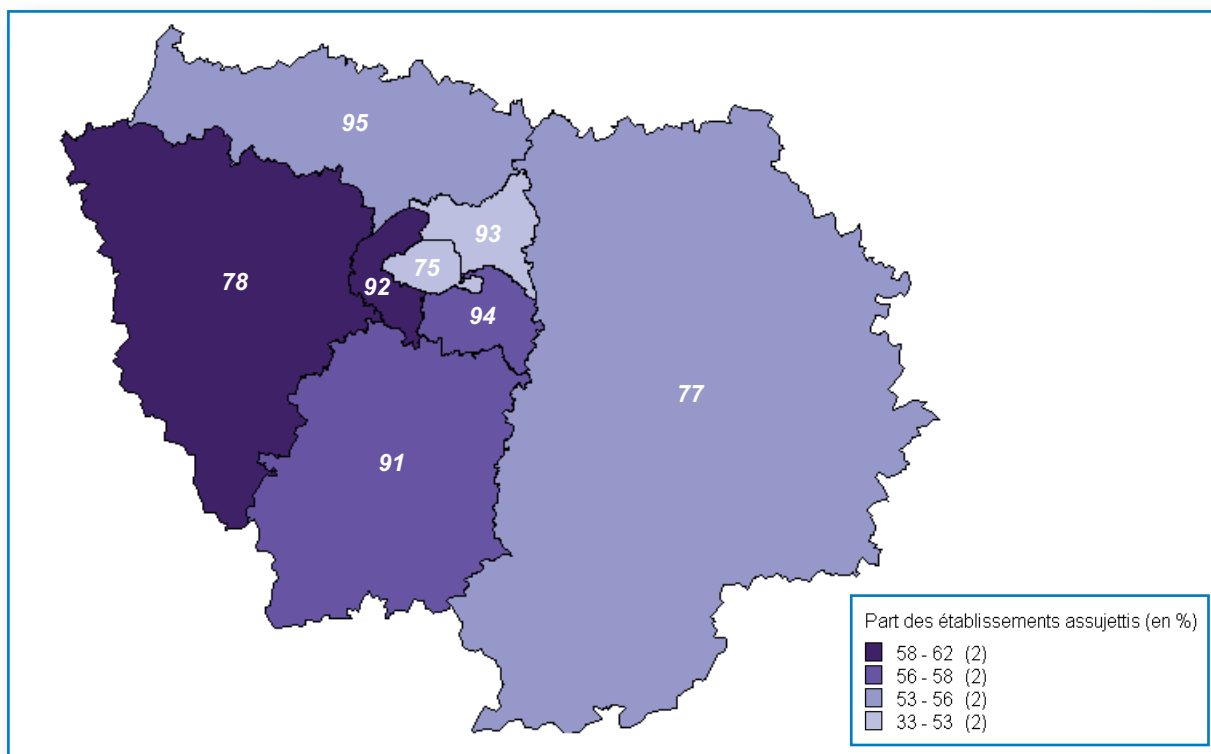 95
93
75
78
92
94
77
91
Part des établissements assujettis (en %)
58 - 62 (2)
56 - 58 (2)
53 - 56 (2)
33 - 53 (2)